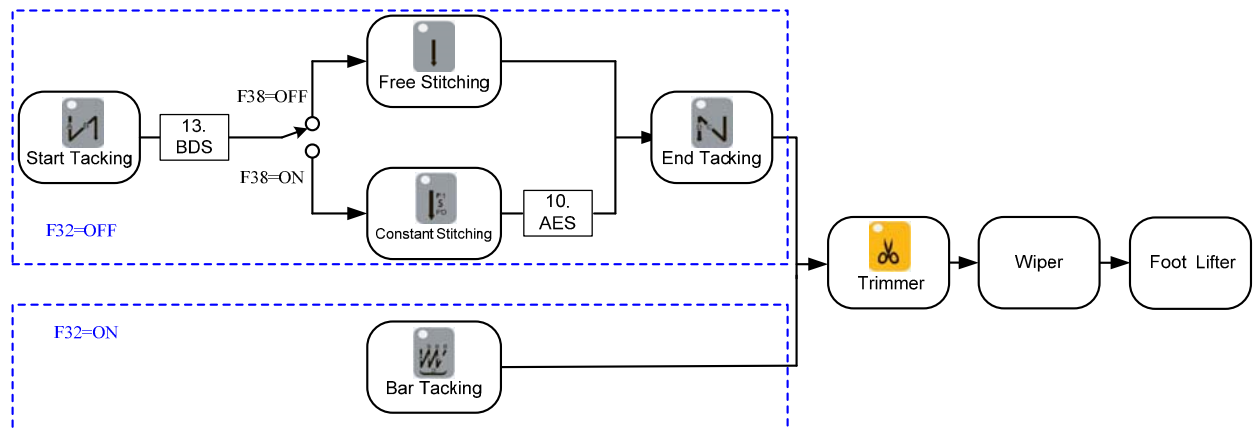 Free Stitching
F38=OFF
Start Tacking
13.
BDS
F38=ON
End Tacking
Constant Stitching
10.
AES
F32=OFF
Trimmer
Wiper
Foot Lifter
F32=ON
Bar Tacking